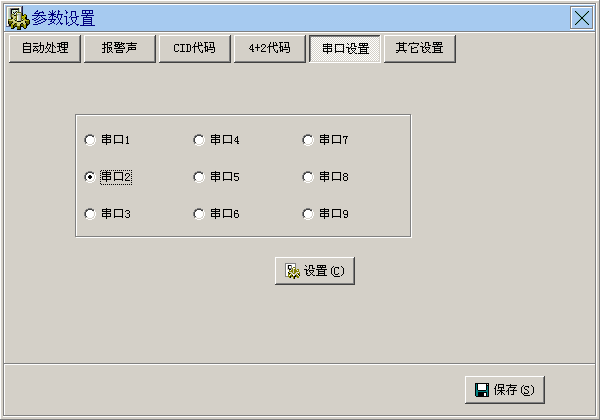 参数设置
自动处理 报警声 CID代码 4+2代码 串口设置 其它设置
串口1 串口4 串口7
串口2 串口5 串口8
串口3 串口6 串口9
设置(C)
保存(S)